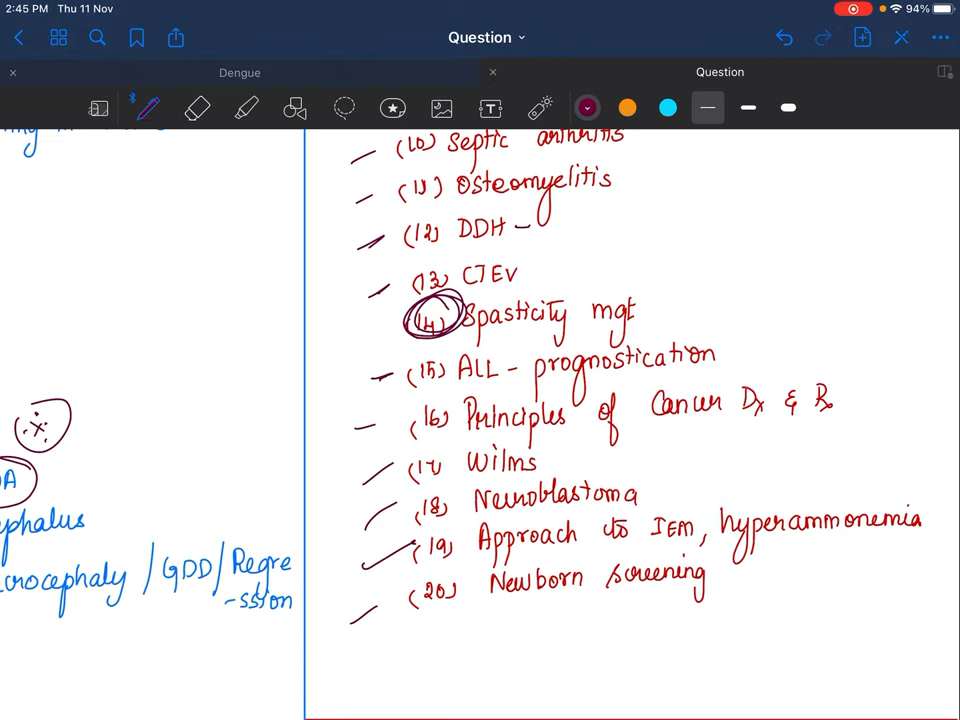 2:45 PM Thu 11 Nov
94%
Question
Dengue
Question
(10) Septic arthritis
(11) Osteomyelitis
(12) DDH -
(13) CTEV
(14) Spasticity mgt
(15) ALL - prognostication
(16) Principles of Cancer Dx & Rx
(17) Wilms
(18) Neuroblastoma
(19) Approach to IEM, hyperammonemia
(20) Newborn screening
ephalus
crocephaly / GDD / Regre
-ssion